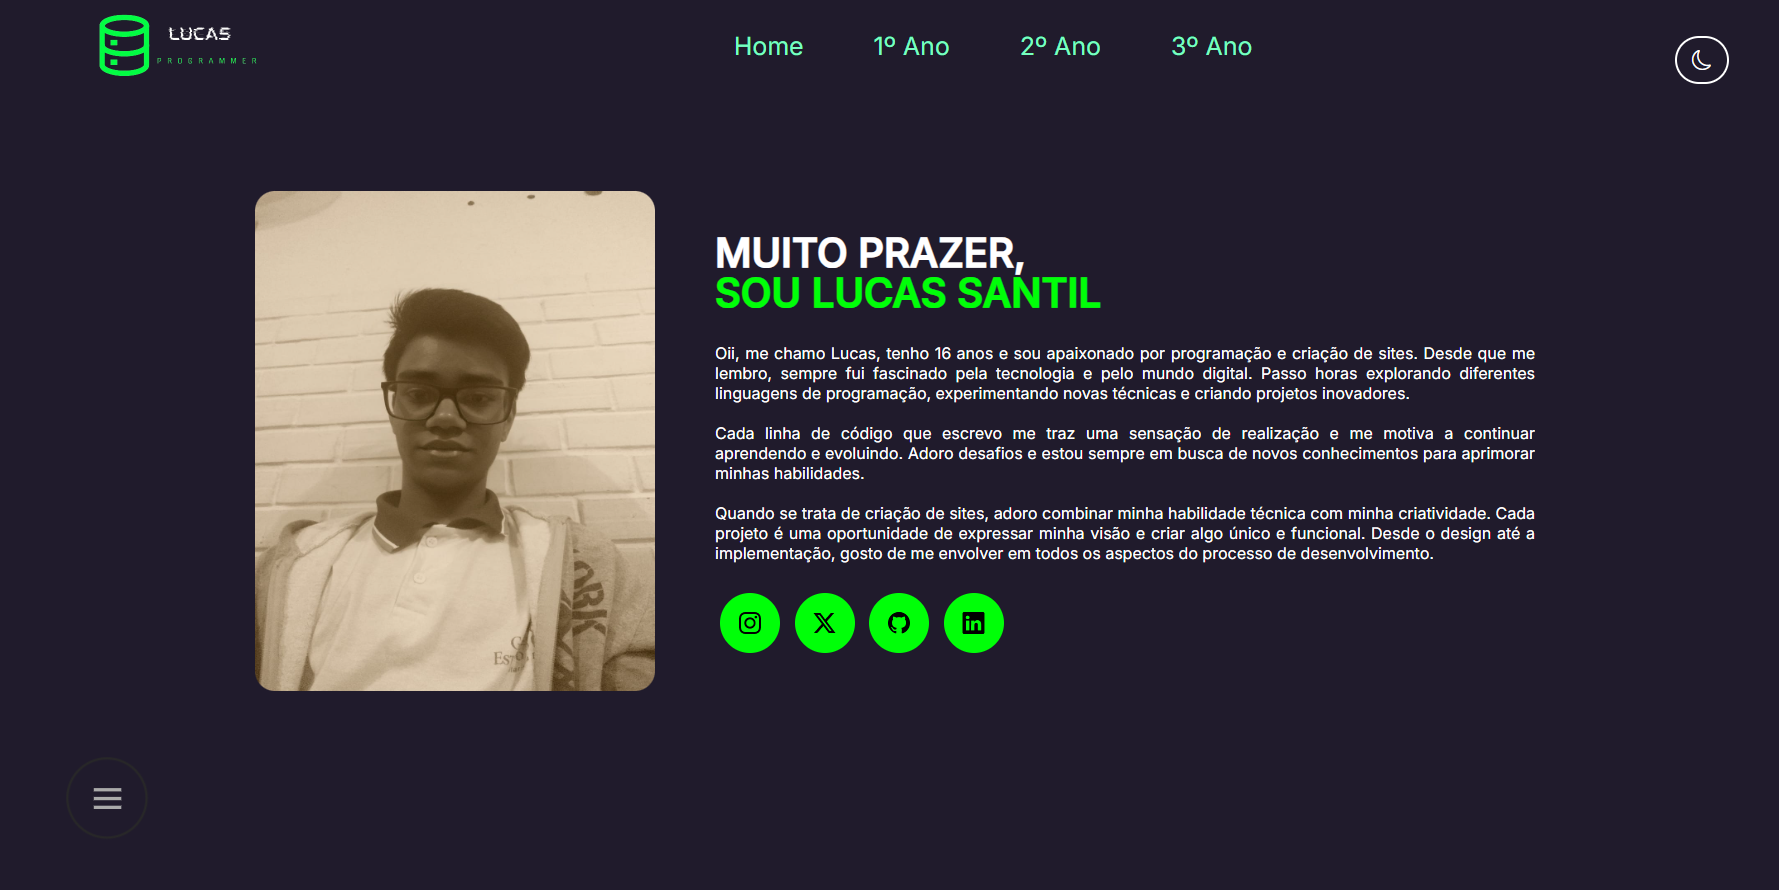 LUCAS
PROGRAMMER
Home
1º Ano
2º Ano
3º Ano
MUITO PRAZER,
SOU LUCAS SANTIL
Oii, me chamo Lucas, tenho 16 anos e sou apaixonado por programação e criação de sites. Desde que me
lembro, sempre fui fascinado pela tecnologia e pelo mundo digital. Passo horas explorando diferentes
linguagens de programação, experimentando novas técnicas e criando projetos inovadores.
Cada linha de código que escrevo me traz uma sensação de realização e me motiva a continuar
aprendendo e evoluindo. Adoro desafios e estou sempre em busca de novos conhecimentos para aprimorar
minhas habilidades.
Quando se trata de criação de sites, adoro combinar minha habilidade técnica com minha criatividade. Cada
projeto é uma oportunidade de expressar minha visão e criar algo único e funcional. Desde o design até a
implementação, gosto de me envolver em todos os aspectos do processo de desenvolvimento.